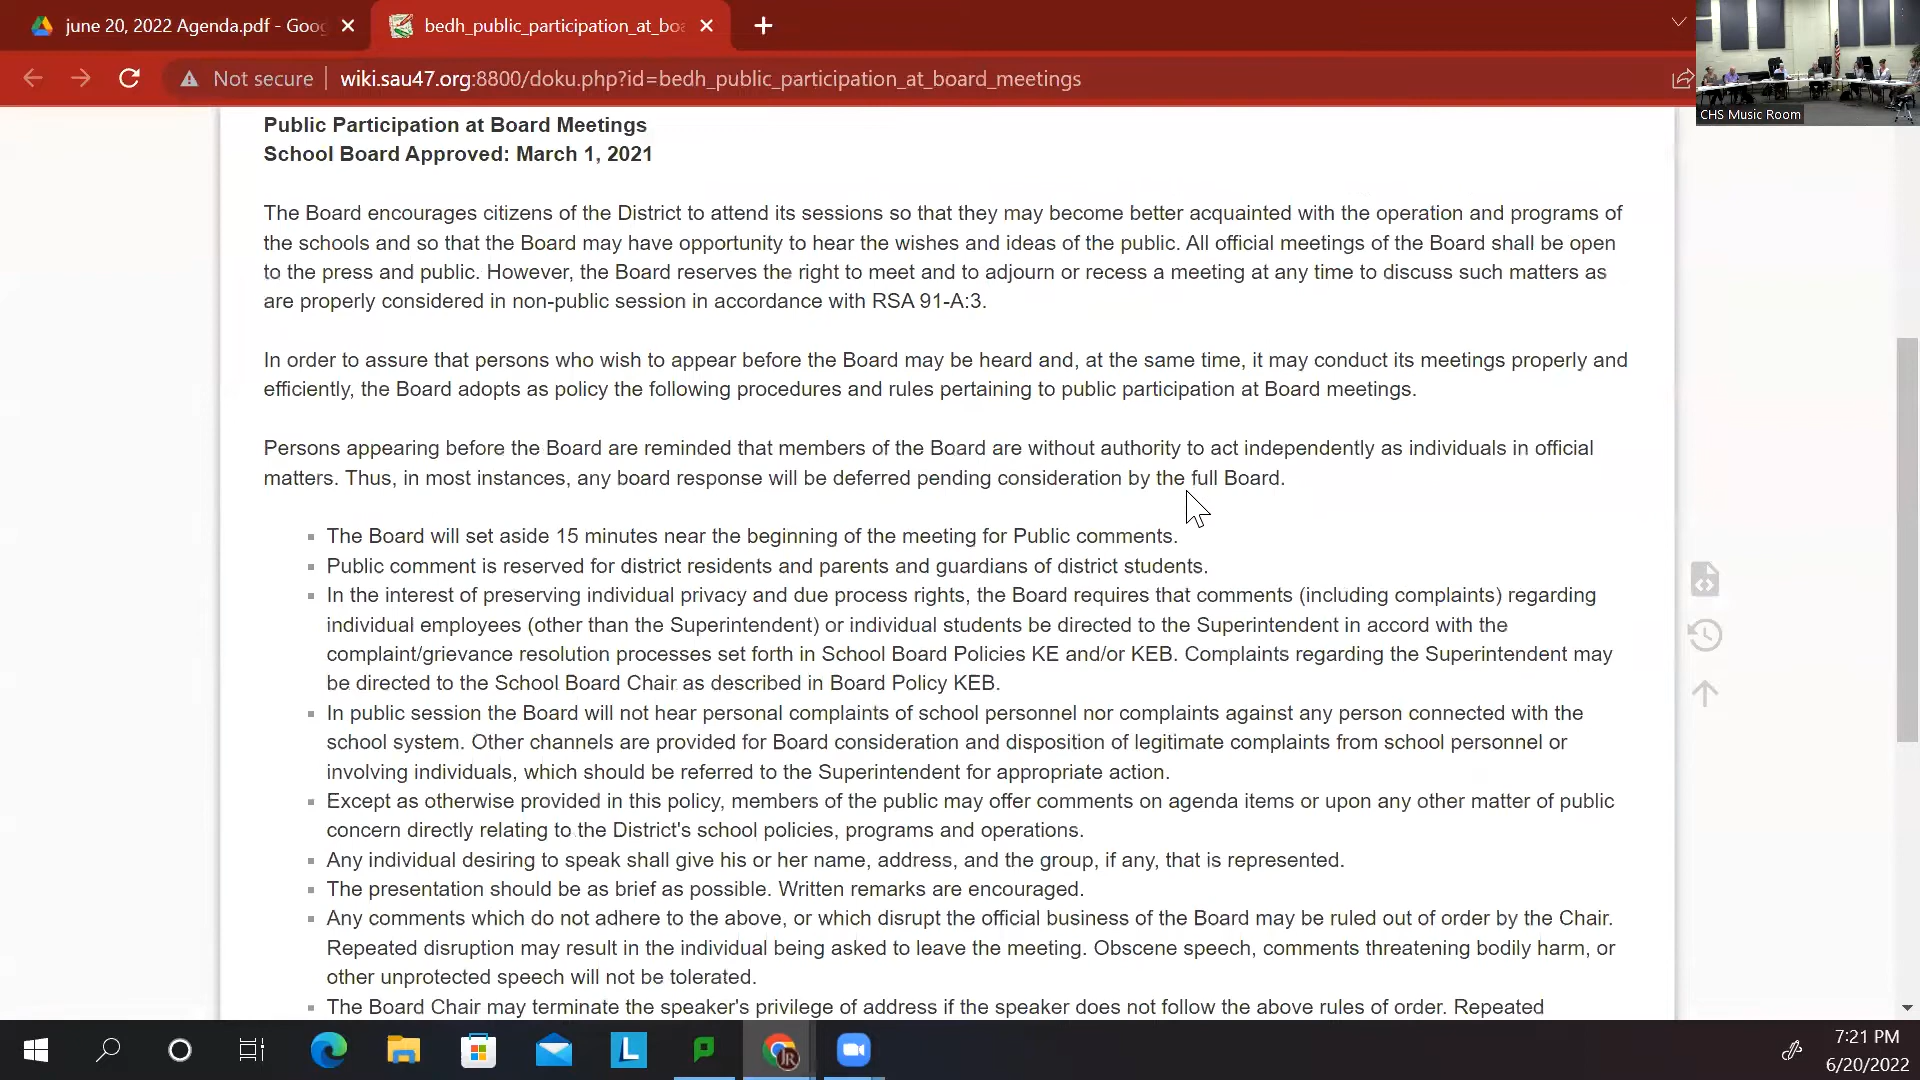 june 20, 2022 Agenda.pdf - Goog
bedh_public_participation_at_boa
Not secure
wiki.sau47.org:8800/doku.php?id=bedh_public_participation_at_board_meetings
CHS Music Room
Public Participation at Board Meetings
School Board Approved: March 1, 2021
The Board encourages citizens of the District to attend its sessions so that they may become better acquainted with the operation and programs of
the schools and so that the Board may have opportunity to hear the wishes and ideas of the public. All official meetings of the Board shall be open
to the press and public. However, the Board reserves the right to meet and to adjourn or recess a meeting at any time to discuss such matters as
are properly considered in non-public session in accordance with RSA 91-A:3.
In order to assure that persons who wish to appear before the Board may be heard and, at the same time, it may conduct its meetings properly and
efficiently, the Board adopts as policy the following procedures and rules pertaining to public participation at Board meetings.
Persons appearing before the Board are reminded that members of the Board are without authority to act independently as individuals in official
matters. Thus, in most instances, any board response will be deferred pending consideration by the full Board.
The Board will set aside 15 minutes near the beginning of the meeting for Public comments.
Public comment is reserved for district residents and parents and guardians of district students.
In the interest of preserving individual privacy and due process rights, the Board requires that comments (including complaints) regarding
individual employees (other than the Superintendent) or individual students be directed to the Superintendent in accord with the
complaint/grievance resolution processes set forth in School Board Policies KE and/or KEB. Complaints regarding the Superintendent may
be directed to the School Board Chair as described in Board Policy KEB.
In public session the Board will not hear personal complaints of school personnel nor complaints against any person connected with the
school system. Other channels are provided for Board consideration and disposition of legitimate complaints from school personnel or
involving individuals, which should be referred to the Superintendent for appropriate action.
Except as otherwise provided in this policy, members of the public may offer comments on agenda items or upon any other matter of public
concern directly relating to the District's school policies, programs and operations.
Any individual desiring to speak shall give his or her name, address, and the group, if any, that is represented.
The presentation should be as brief as possible. Written remarks are encouraged.
Any comments which do not adhere to the above, or which disrupt the official business of the Board may be ruled out of order by the Chair.
Repeated disruption may result in the individual being asked to leave the meeting. Obscene speech, comments threatening bodily harm, or
other unprotected speech will not be tolerated.
The Board Chair may terminate the speaker's privilege of address if the speaker does not follow the above rules of order. Repeated
L
JR
7:21 PM
6/20/2022